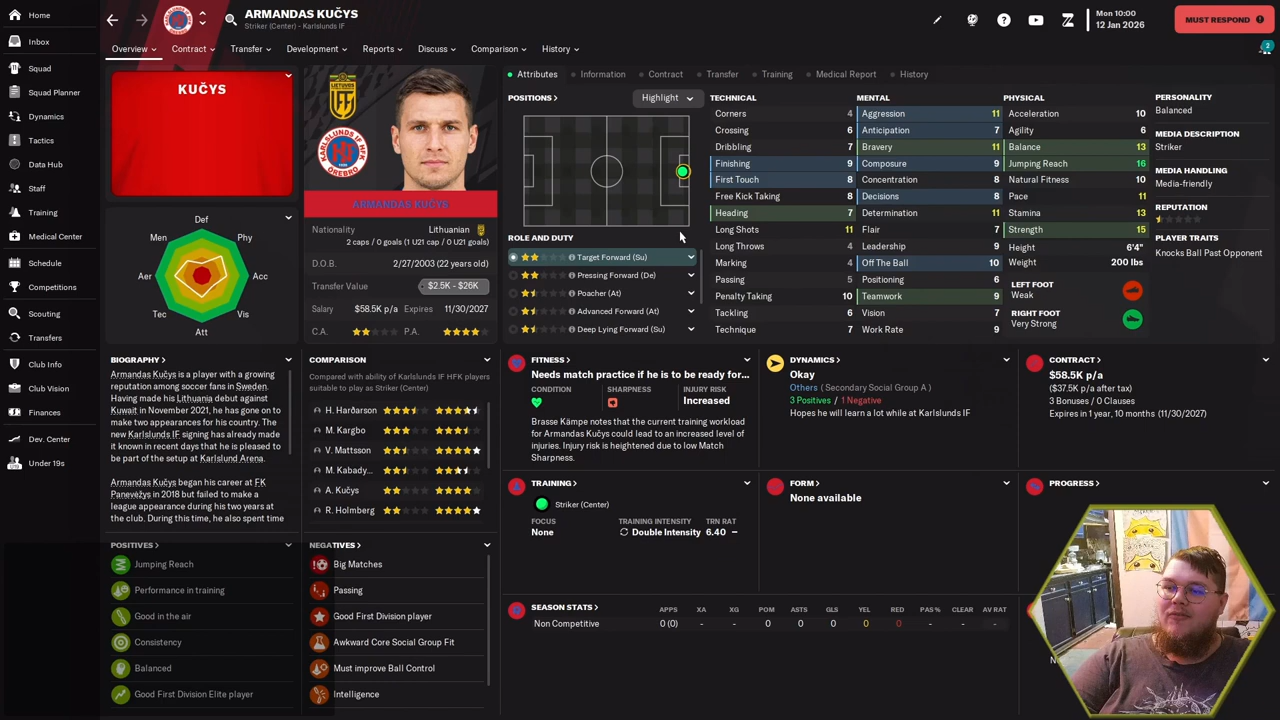 Home
Inbox
Squad
Squad Planner
Dynamics
Tactics
Data Hub
Staff
Training
Medical Center
Schedule
Competitions
Scouting
Transfers
Club Info
Club Vision
Finances
Dev. Center
Under 19s
ARMANDAS KUČYS
Striker (Center) - Karlslunds IF
Mon 10:00
12 Jan 2026
MUST RESPOND
2
Overview
Contract
Transfer
Development
Reports
Discuss
Comparison
History
KUČYS
Def
Phy
Acc
Vis
Att
Tec
Aer
Men
ARMANDAS KUČYS
Nationality Lithuanian
2 caps / 0 goals (1 U21 cap / 0 U21 goals)
D.O.B. 2/27/2003 (22 years old)
Transfer Value $2.5K - $26K
Salary $58.5K p/a Expires 11/30/2027
C.A. P.A.
Attributes
Information
Contract
Transfer
Training
Medical Report
History
POSITIONS
Highlight
ROLE AND DUTY
Target Forward (Su)
Pressing Forward (De)
Poacher (At)
Advanced Forward (At)
Deep Lying Forward (Su)
TECHNICAL
Corners 4
Crossing 6
Dribbling 7
Finishing 9
First Touch 8
Free Kick Taking 8
Heading 7
Long Shots 11
Long Throws 4
Marking 4
Passing 5
Penalty Taking 10
Tackling 6
Technique 7
MENTAL
Aggression 11
Anticipation 7
Bravery 11
Composure 9
Concentration 8
Decisions 8
Determination 11
Flair 7
Leadership 9
Off The Ball 10
Positioning 6
Teamwork 9
Vision 7
Work Rate 9
PHYSICAL
Acceleration 10
Agility 6
Balance 13
Jumping Reach 16
Natural Fitness 10
Pace 11
Stamina 13
Strength 15
Height 6'4"
Weight 200 lbs
LEFT FOOT
Weak
RIGHT FOOT
Very Strong
PERSONALITY
Balanced
MEDIA DESCRIPTION
Striker
MEDIA HANDLING
Media-friendly
REPUTATION
PLAYER TRAITS
Knocks Ball Past Opponent
BIOGRAPHY
Armandas Kučys is a player with a growing
reputation among soccer fans in Sweden.
Having made his Lithuania debut against
Kuwait in November 2021, he has gone on to
make two appearances for his country. The
new Karlslunds IF signing has already made
it known in recent days that he is pleased to
be part of the setup at Karlslund Arena.
Armandas Kučys began his career at FK
Panevėžys in 2018 but failed to make a
league appearance during his two years at
the club. During this time, he also spent time
COMPARISON
Compared with ability of Karlslunds IF HFK players
suitable to play as Striker (Center)
H. Harðarson
M. Kargbo
V. Mattsson
M. Kabady...
A. Kučys
R. Holmberg
FITNESS
Needs match practice if he is to be ready for...
CONDITION
SHARPNESS
INJURY RISK
Increased
Brasse Kämpe notes that the current training workload
for Armandas Kučys could lead to an increased level of
injuries. Injury risk is heightened due to low Match
Sharpness.
DYNAMICS
Okay
Others ( Secondary Social Group A )
3 Positives / 1 Negative
Hopes he will learn a lot while at Karlslunds IF
CONTRACT
$58.5K p/a
($37.5K p/a after tax)
3 Bonuses / 0 Clauses
Expires in 1 year, 10 months (11/30/2027)
TRAINING
Striker (Center)
FOCUS
None
TRAINING INTENSITY
Double Intensity
TRN RAT
6.40
FORM
None available
PROGRESS
POSITIVES
Jumping Reach
Performance in training
Good in the air
Consistency
Balanced
Good First Division Elite player
NEGATIVES
Big Matches
Passing
Good First Division player
Awkward Core Social Group Fit
Must improve Ball Control
Intelligence
SEASON STATS APPS XA XG POM ASTS GLS YEL RED PAS% CLEAR AV RAT
Non Competitive 0 (0) - - 0 0 0 0 0 - - -